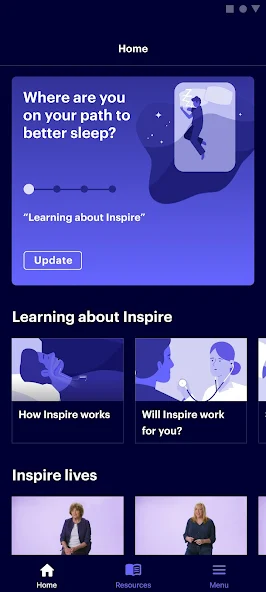 Home
Where are you
on your path to
better sleep?
“Learning about Inspire”
Update
Learning about Inspire
How Inspire works
Will Inspire work
for you?
Inspire lives
Home
Resources
Menu